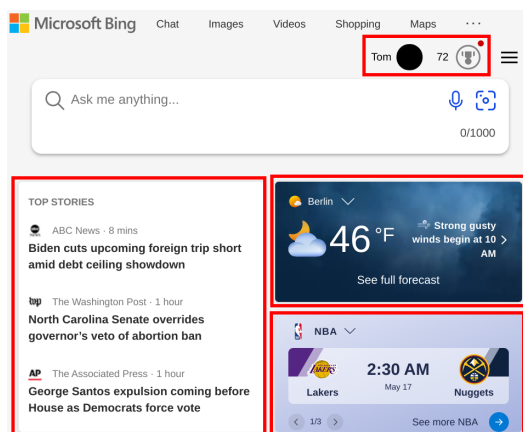 Microsoft Bing Chat Images Videos Shopping Maps ...
Tom 72
Ask me anything...
0/1000
TOP STORIES
ABC News · 8 mins
Biden cuts upcoming foreign trip short
amid debt ceiling showdown
top The Washington Post · 1 hour
North Carolina Senate overrides
governor's veto of abortion ban
AP The Associated Press · 1 hour
George Santos expulsion coming before
House as Democrats force vote
Berlin
46 °F
Strong gusty
winds begin at 10
AM
See full forecast
NBA
LAKERS
2:30 AM
Lakers May 17 Nuggets
1/3 See more NBA